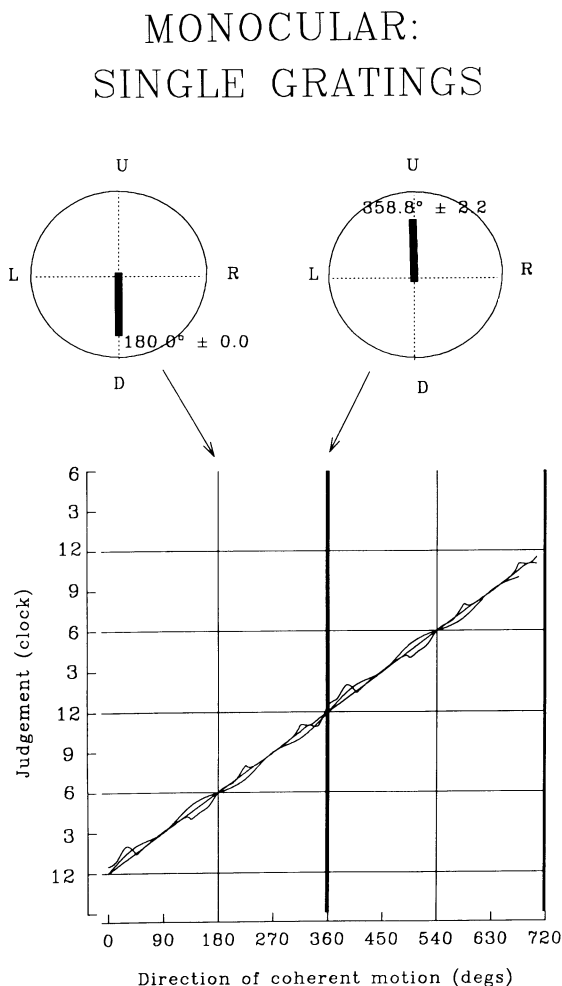 MONOCULAR:
SINGLE GRATINGS
U
U
358.8° ± 2.2
L
R
L
R
180.0° ± 0.0
D
D
6
3
12
9
6
3
12
9
6
3
12
Judgement (clock)
0 90 180 270 360 450 540 630 720
Direction of coherent motion (degs)